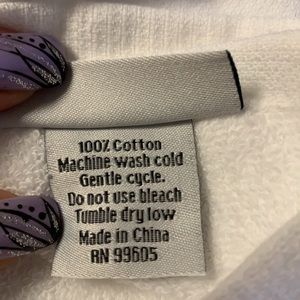 100% Cotton
Machine wash cold
Gentle cycle.
Do not use bleach
Tumble dry low
Made in China
RN 99605